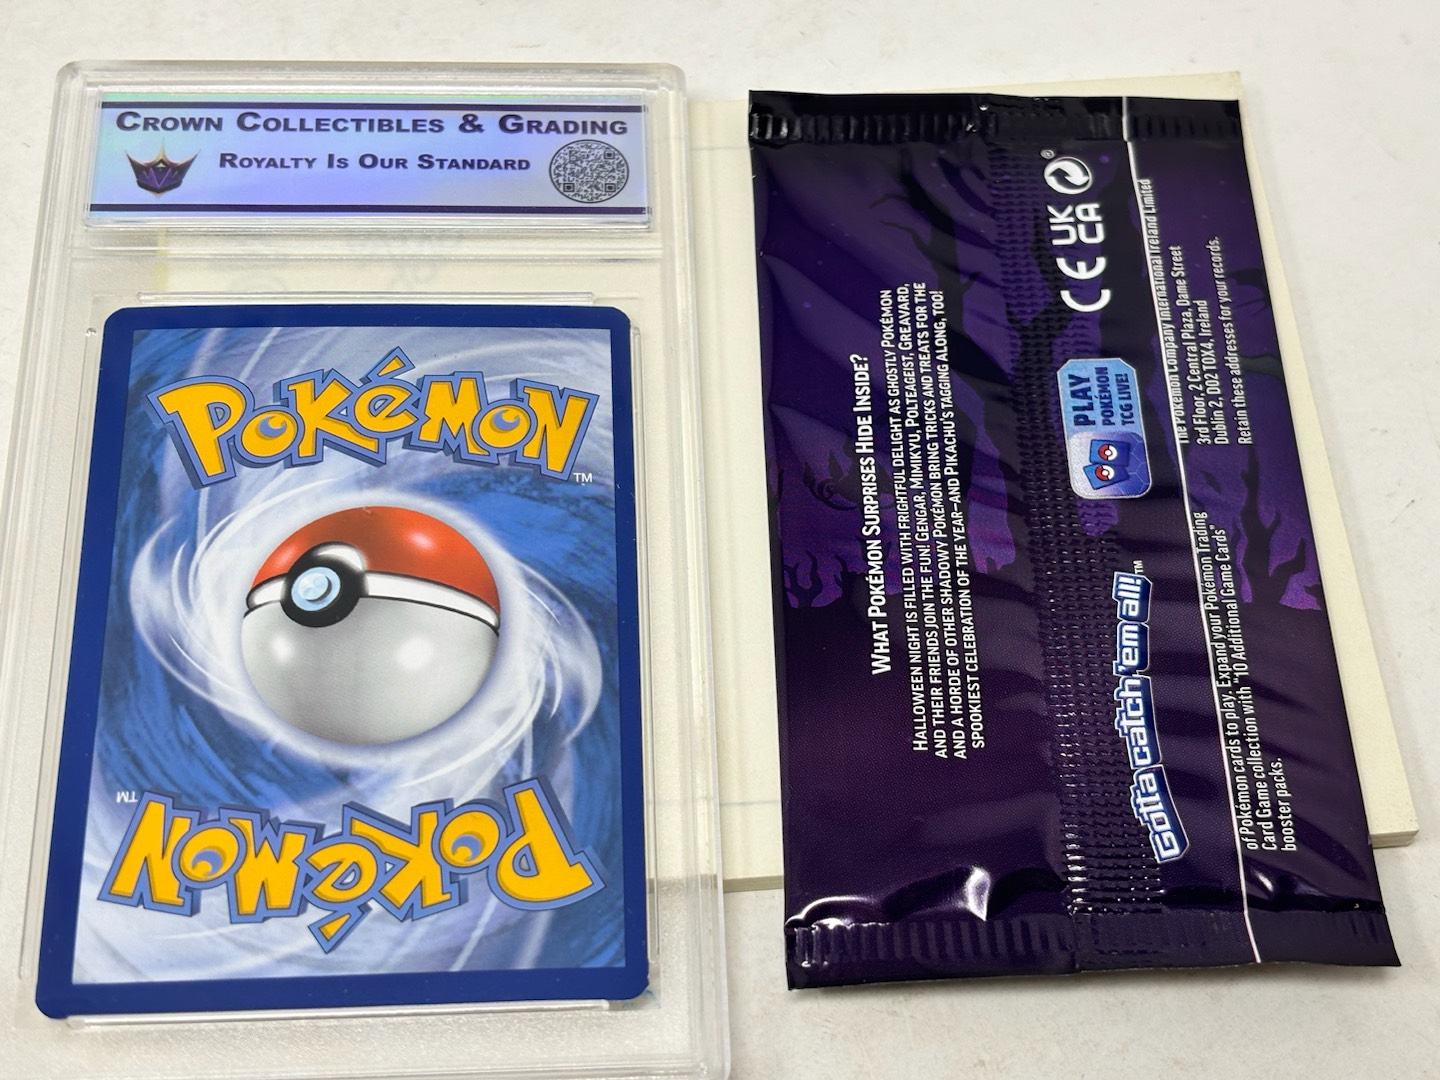 CROWN COLLECTIBLES & GRADING
ROYALTY IS OUR STANDARD
POKéMON
TM
POKéMON
TM
WHAT POKÉMON SURPRISES HIDE INSIDE?
HALLOWEEN NIGHT IS FILLED WITH FRIGHTFUL DELIGHT AS GHOSTLY POKÉMON
AND THEIR FRIENDS JOIN THE FUN! GENGAR, MIMIKYU, POLTEAGEIST, GREAVARD,
AND A HORDE OF OTHER SHADOWY POKÉMON BRING TRICKS AND TREATS FOR THE
SPOOKIEST CELEBRATION OF THE YEAR—AND PIKACHU'S TAGGING ALONG, TOO!
Gotta catch 'em all!™
PLAY
POKÉMON
TCG LIVE!
CE UK
CA
®
of Pokémon cards to play. Expand your Pokémon Trading
Card Game collection with "10 Additional Game Cards"
booster packs.
The Pokémon Company International Ireland Limited
3rd Floor, 2 Central Plaza, Dame Street
Dublin 2, D02 T0X4, Ireland
Retain these addresses for your records.